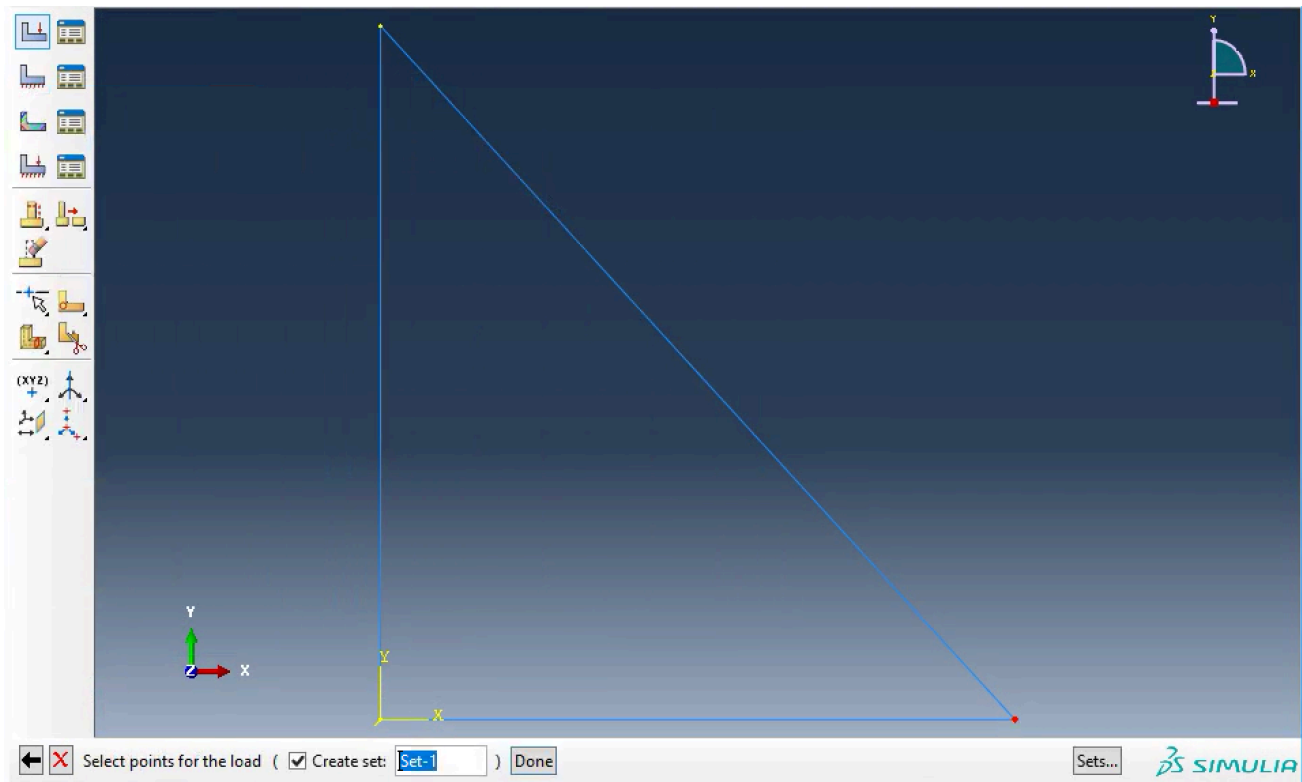 Y
X
(XYZ)
Y
Z X
Y
X
Select points for the load ( Create set: Set-1 ) Done Sets... SIMULIA